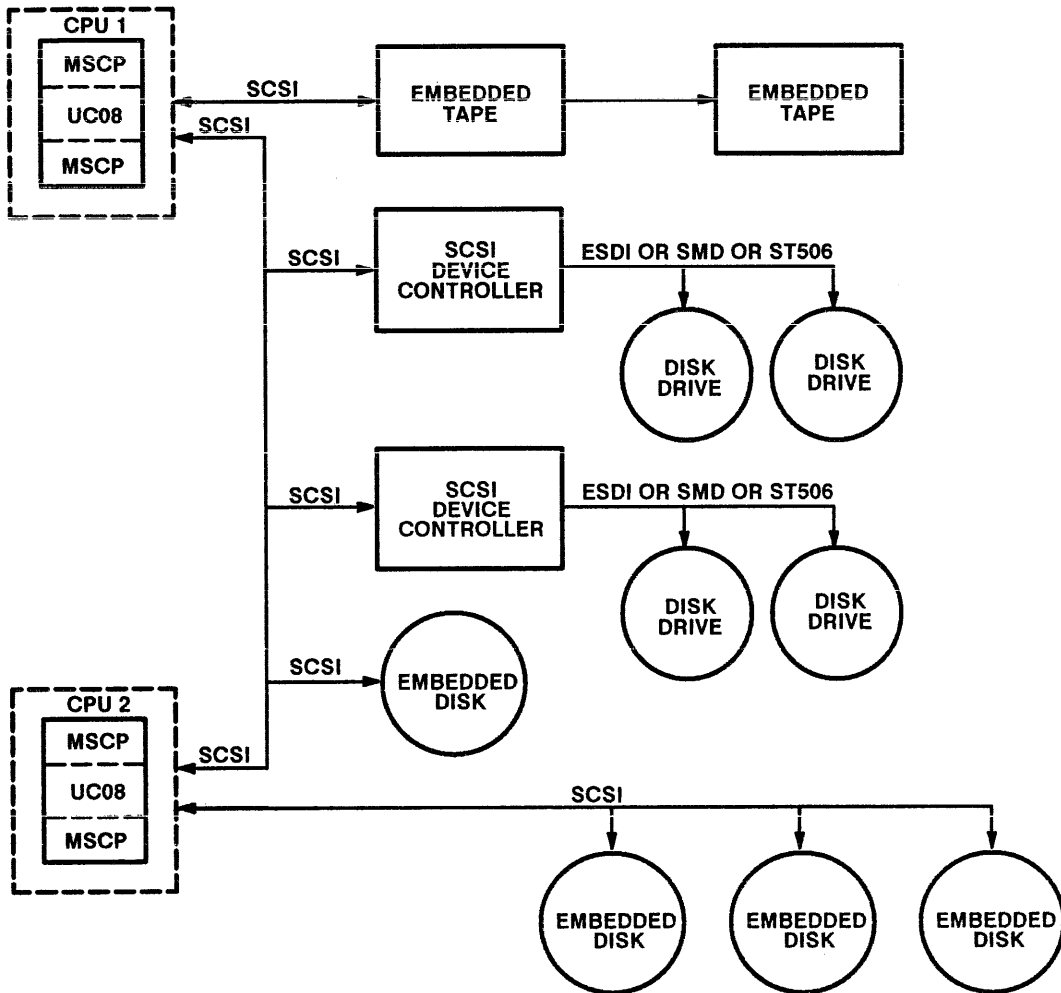 CPU 1
MSCP
UC08
MSCP
SCSI
SCSI
EMBEDDED
TAPE
EMBEDDED
TAPE
SCSI
SCSI
DEVICE
CONTROLLER
ESDI OR SMD OR ST506
DISK
DRIVE
DISK
DRIVE
SCSI
SCSI
DEVICE
CONTROLLER
ESDI OR SMD OR ST506
DISK
DRIVE
DISK
DRIVE
SCSI
EMBEDDED
DISK
CPU 2
MSCP
UC08
MSCP
SCSI
SCSI
EMBEDDED
DISK
EMBEDDED
DISK
EMBEDDED
DISK